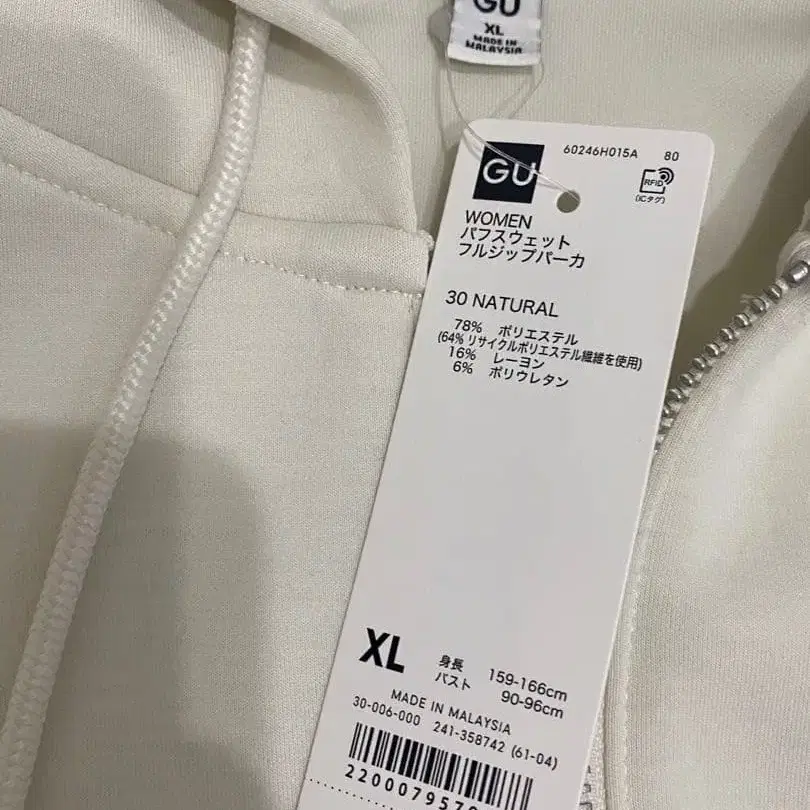 GU
XL
MADE IN
MALAYSIA
60246H015A 80
GU
RFID
(ICタグ)
WOMEN
パフスウェット
フルジップパーカ
30 NATURAL
78% ポリエステル
(64% リサイクルポリエステル繊維を使用)
16% レーヨン
6% ポリウレタン
XL 身長 159-166cm
バスト 90-96cm
MADE IN MALAYSIA
30-006-000 241-358742 (61-04)